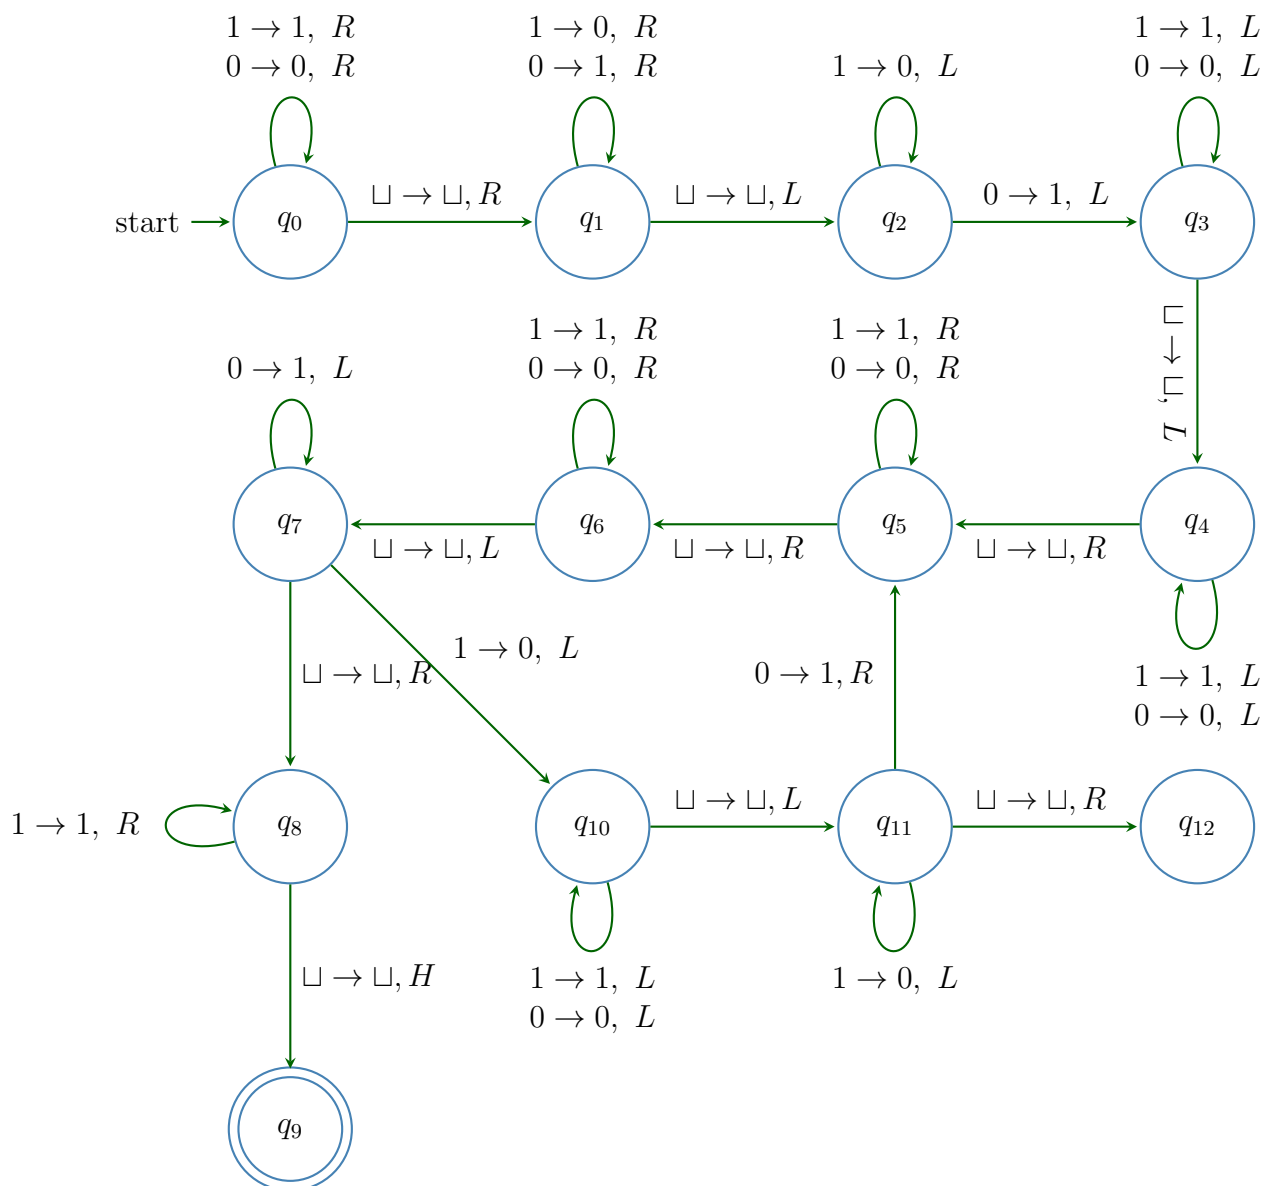 1 → 1, R
0 → 0, R
1 → 0, R
0 → 1, R
1 → 0, L
1 → 1, L
0 → 0, L
start
q₀
⊔ → ⊔, R
q₁
⊔ → ⊔, L
q₂
0 → 1, L
q₃
⊔ → ⊔, L
0 → 1, L
1 → 1, R
0 → 0, R
1 → 1, R
0 → 0, R
q₇
⊔ → ⊔, L
q₆
⊔ → ⊔, R
q₅
⊔ → ⊔, R
q₄
1 → 1, L
0 → 0, L
⊔ → ⊔, R
1 → 0, L
0 → 1, R
1 → 1, R
q₈
q₁₀
⊔ → ⊔, L
q₁₁
⊔ → ⊔, R
q₁₂
⊔ → ⊔, H
1 → 1, L
0 → 0, L
1 → 0, L
q₉